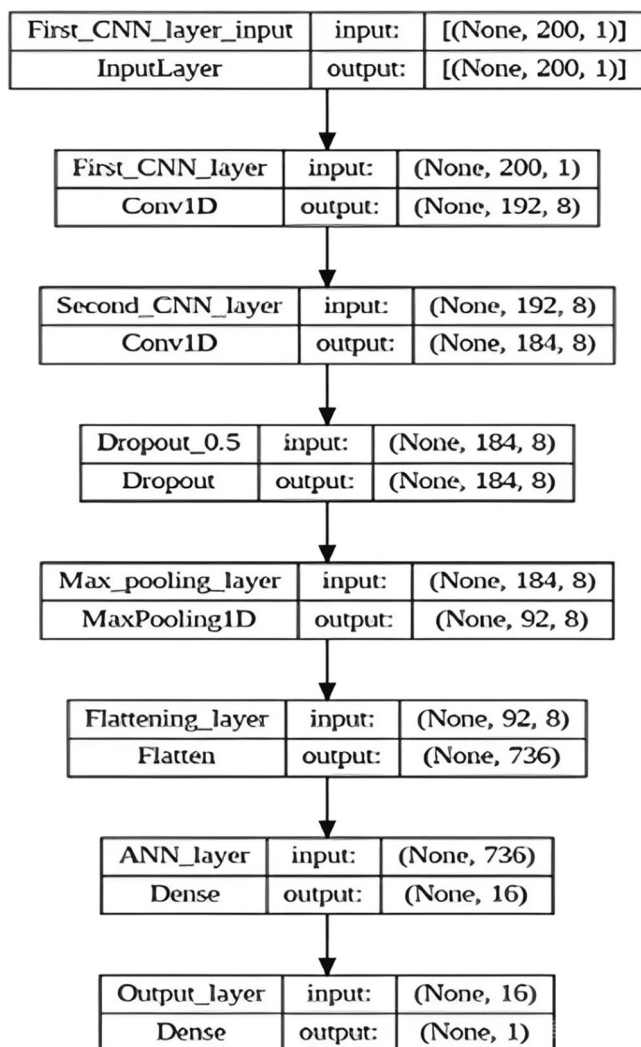 First_CNN_layer_input input: [(None, 200, 1)]
InputLayer output: [(None, 200, 1)]
First_CNN_layer input: (None, 200, 1)
Conv1D output: (None, 192, 8)
Second_CNN_layer input: (None, 192, 8)
Conv1D output: (None, 184, 8)
Dropout_0.5 input: (None, 184, 8)
Dropout output: (None, 184, 8)
Max_pooling_layer input: (None, 184, 8)
MaxPooling1D output: (None, 92, 8)
Flattening_layer input: (None, 92, 8)
Flatten output: (None, 736)
ANN_layer input: (None, 736)
Dense output: (None, 16)
Output_layer input: (None, 16)
Dense output: (None, 1)